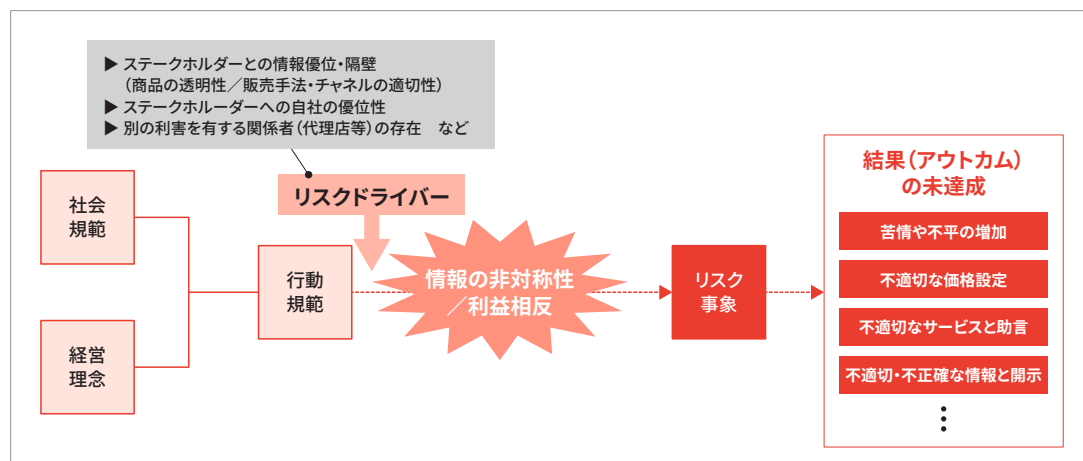 ▶ ステークホルダーとの情報優位・隔壁
（商品の透明性／販売手法・チャネルの適切性）
▶ ステークホルーダーへの自社の優位性
▶ 別の利害を有する関係者（代理店等）の存在　など
リスクドライバー
社会
規範
経営
理念
行動
規範
情報の非対称性
／利益相反
リスク
事象
結果（アウトカム）
の未達成
苦情や不平の増加
不適切な価格設定
不適切なサービスと助言
不適切・不正確な情報と開示
⋮